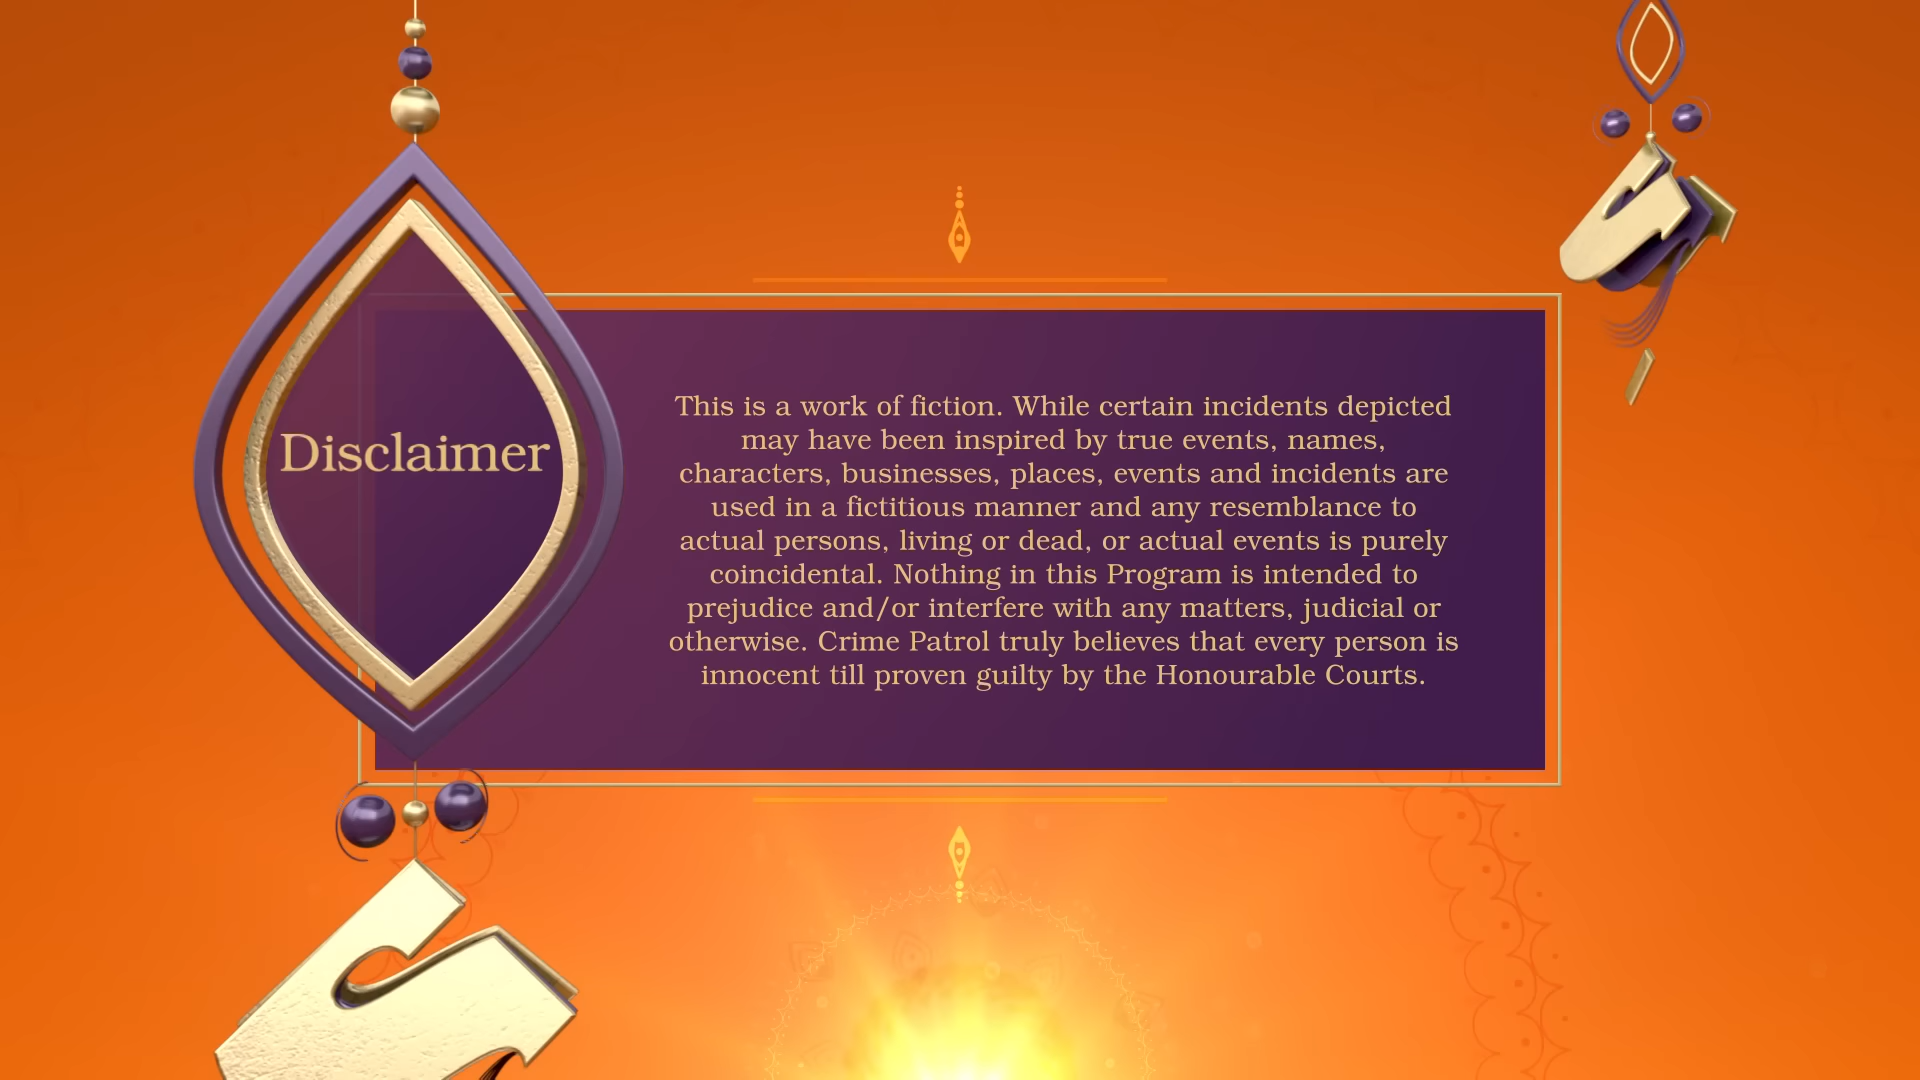 Disclaimer
This is a work of fiction. While certain incidents depicted
may have been inspired by true events, names,
characters, businesses, places, events and incidents are
used in a fictitious manner and any resemblance to
actual persons, living or dead, or actual events is purely
coincidental. Nothing in this Program is intended to
prejudice and/or interfere with any matters, judicial or
otherwise. Crime Patrol truly believes that every person is
innocent till proven guilty by the Honourable Courts.